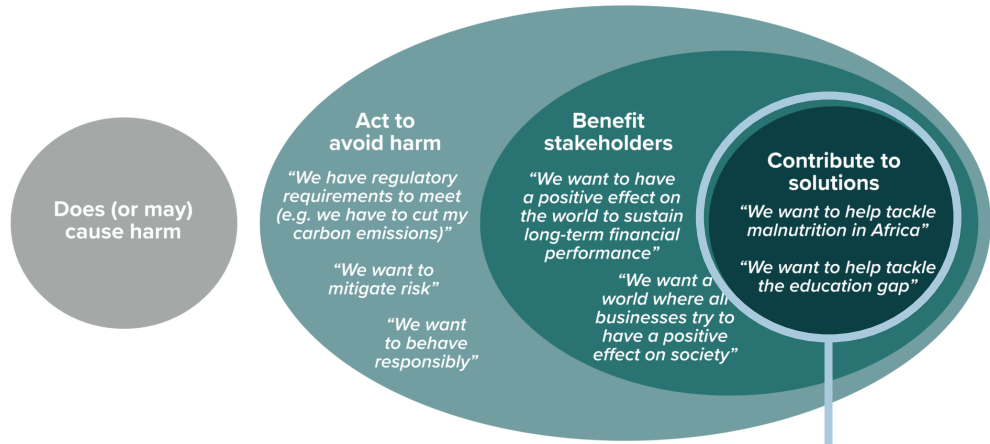 Does (or may)
cause harm
Act to
avoid harm
“We have regulatory
requirements to meet
(e.g. we have to cut my
carbon emissions)”
“We want to
mitigate risk”
“We want
to behave
responsibly”
Benefit
stakeholders
“We want to have
a positive effect on
the world to sustain
long-term financial
performance”
“We want a
world where all
businesses try to
have a positive
effect on society”
Contribute to
solutions
“We want to help tackle
malnutrition in Africa”
“We want to help tackle
the education gap”